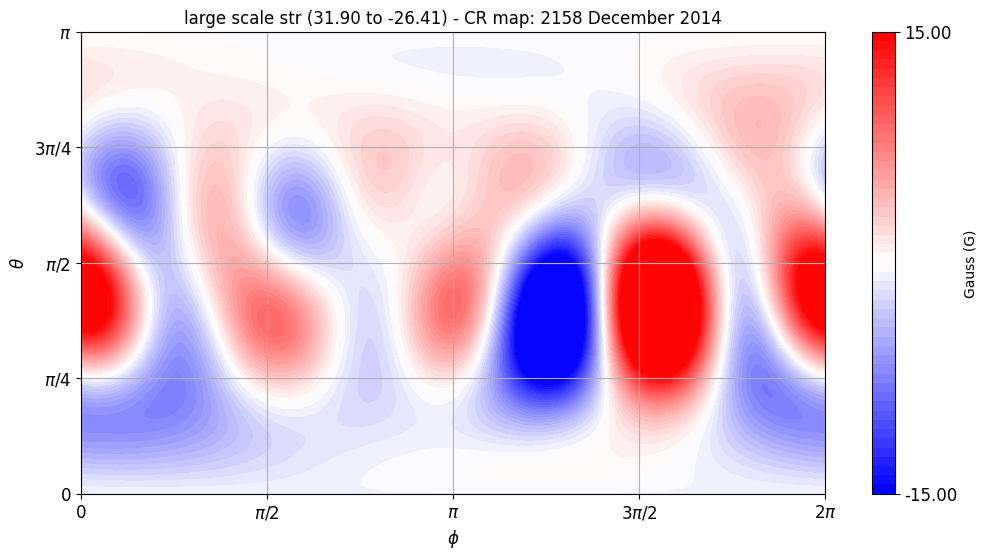 large scale str (31.90 to -26.41) - CR map: 2158 December 2014
π
3π/4
π/2
π/4
0
θ
0
π/2
π
3π/2
2π
ϕ
15.00
-15.00
Gauss (G)